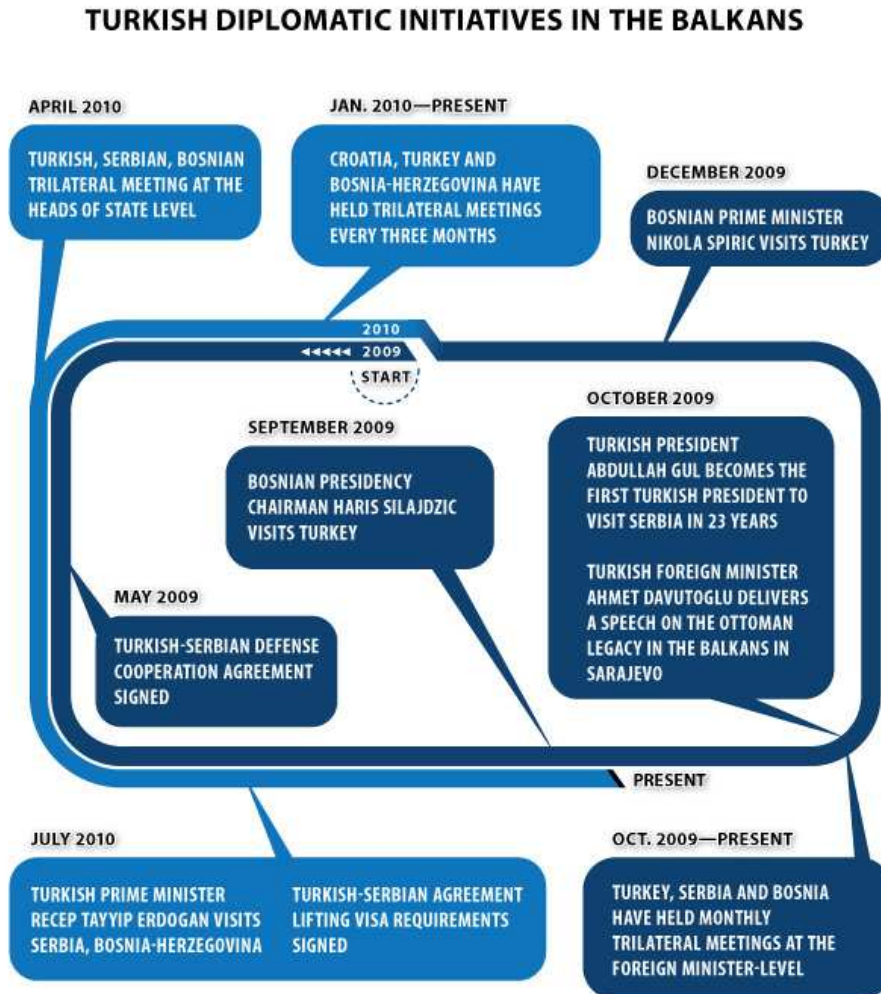 TURKISH DIPLOMATIC INITIATIVES IN THE BALKANS
APRIL 2010
TURKISH, SERBIAN, BOSNIAN
TRILATERAL MEETING AT THE
HEADS OF STATE LEVEL
JAN. 2010—PRESENT
CROATIA, TURKEY AND
BOSNIA-HERZEGOVINA HAVE
HELD TRILATERAL MEETINGS
EVERY THREE MONTHS
DECEMBER 2009
BOSNIAN PRIME MINISTER
NIKOLA SPIRIC VISITS TURKEY
2010
2009
START
SEPTEMBER 2009
BOSNIAN PRESIDENCY
CHAIRMAN HARIS SILAJDZIC
VISITS TURKEY
OCTOBER 2009
TURKISH PRESIDENT
ABDULLAH GUL BECOMES THE
FIRST TURKISH PRESIDENT TO
VISIT SERBIA IN 23 YEARS
TURKISH FOREIGN MINISTER
AHMET DAVUTOGLU DELIVERS
A SPEECH ON THE OTTOMAN
LEGACY IN THE BALKANS IN
SARAJEVO
MAY 2009
TURKISH-SERBIAN DEFENSE
COOPERATION AGREEMENT
SIGNED
PRESENT
JULY 2010
TURKISH PRIME MINISTER
RECEP TAYYIP ERDOGAN VISITS
SERBIA, BOSNIA-HERZEGOVINA
TURKISH-SERBIAN AGREEMENT
LIFTING VISA REQUIREMENTS
SIGNED
OCT. 2009—PRESENT
TURKEY, SERBIA AND BOSNIA
HAVE HELD MONTHLY
TRILATERAL MEETINGS AT THE
FOREIGN MINISTER-LEVEL